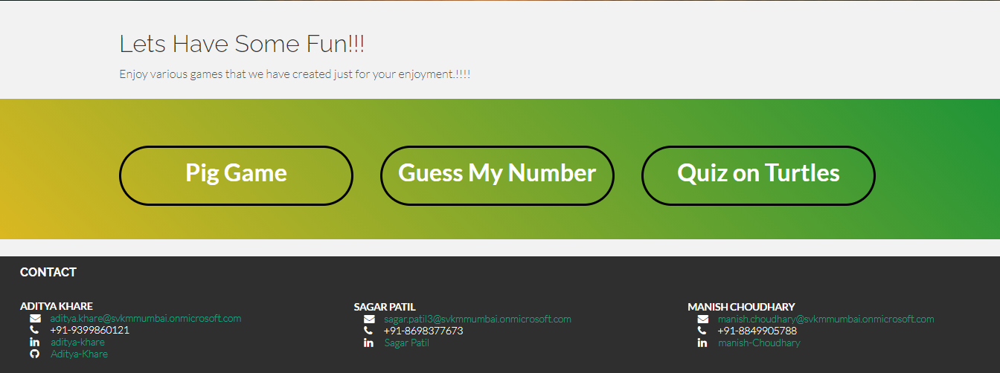 Lets Have Some Fun!!!
Enjoy various games that we have created just for your enjoyment.!!!!
Pig Game
Guess My Number
Quiz on Turtles
CONTACT
ADITYA KHARE
aditya.khare@svkmmumbai.onmicrosoft.com
+91-9399860121
aditya-khare
Aditya-Khare
SAGAR PATIL
sagar.patil3@svkmmumbai.onmicrosoft.com
+91-8698377673
Sagar Patil
MANISH CHOUDHARY
manish.choudhary@svkmmumbai.onmicrosoft.com
+91-8849905788
manish-Choudhary